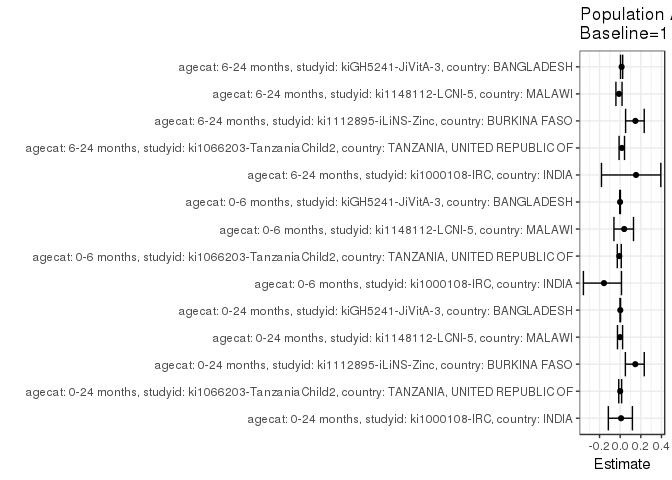 Population
Baseline=1
agecat: 6-24 months, studyid: kiGH5241-JiVitA-3, country: BANGLADESH
agecat: 6-24 months, studyid: ki1148112-LCNI-5, country: MALAWI
agecat: 6-24 months, studyid: ki1112895-iLiNS-Zinc, country: BURKINA FASO
agecat: 6-24 months, studyid: ki1066203-TanzaniaChild2, country: TANZANIA, UNITED REPUBLIC OF
agecat: 6-24 months, studyid: ki1000108-IRC, country: INDIA
agecat: 0-6 months, studyid: kiGH5241-JiVitA-3, country: BANGLADESH
agecat: 0-6 months, studyid: ki1148112-LCNI-5, country: MALAWI
agecat: 0-6 months, studyid: ki1066203-TanzaniaChild2, country: TANZANIA, UNITED REPUBLIC OF
agecat: 0-6 months, studyid: ki1000108-IRC, country: INDIA
agecat: 0-24 months, studyid: kiGH5241-JiVitA-3, country: BANGLADESH
agecat: 0-24 months, studyid: ki1148112-LCNI-5, country: MALAWI
agecat: 0-24 months, studyid: ki1112895-iLiNS-Zinc, country: BURKINA FASO
agecat: 0-24 months, studyid: ki1066203-TanzaniaChild2, country: TANZANIA, UNITED REPUBLIC OF
agecat: 0-24 months, studyid: ki1000108-IRC, country: INDIA
-0.2 0.0 0.2 0.4
Estimate